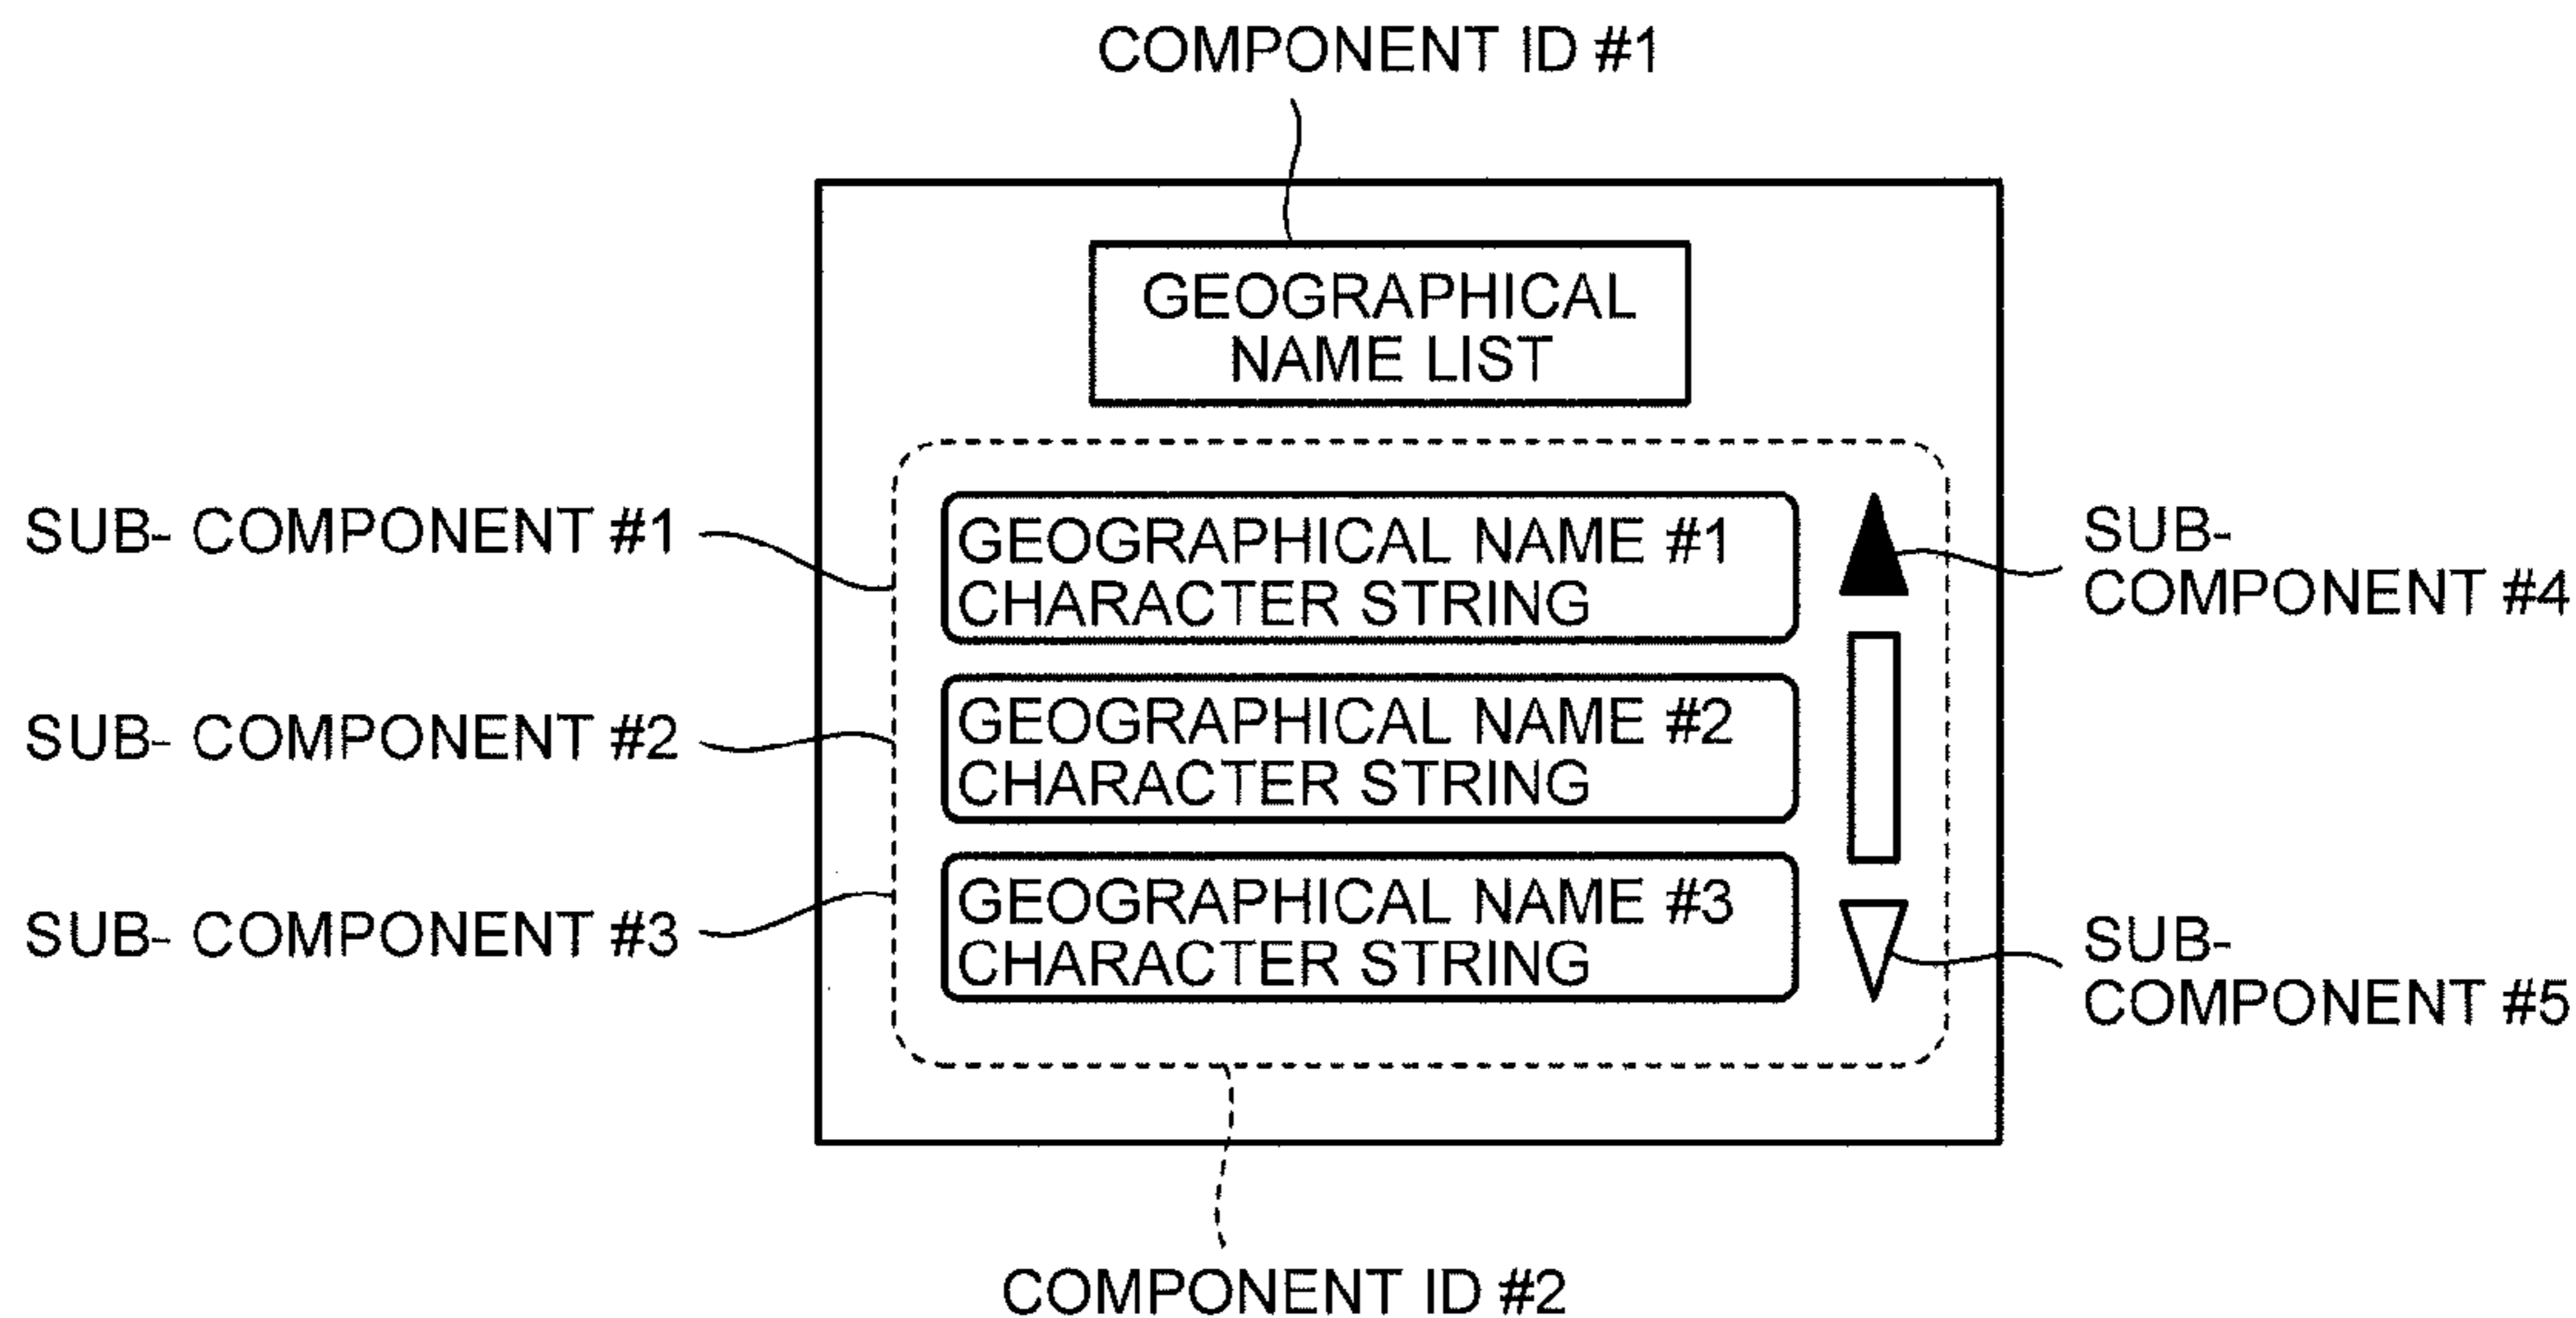 COMPONENT ID #1
GEOGRAPHICAL
NAME LIST
SUB- COMPONENT #1
GEOGRAPHICAL NAME #1
CHARACTER STRING
SUB-
COMPONENT #4
SUB- COMPONENT #2
GEOGRAPHICAL NAME #2
CHARACTER STRING
SUB- COMPONENT #3
GEOGRAPHICAL NAME #3
CHARACTER STRING
SUB-
COMPONENT #5
COMPONENT ID #2